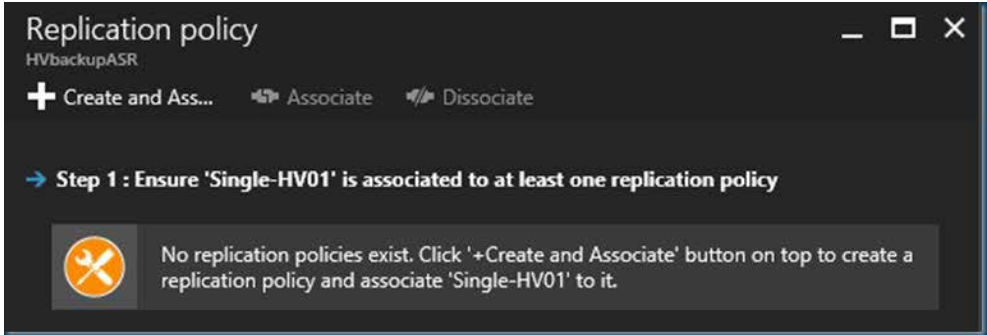 Replication policy
HVbackupASR
Create and Ass...
Associate
Dissociate
Step 1 : Ensure 'Single-HV01' is associated to at least one replication policy
No replication policies exist. Click '+Create and Associate' button on top to create a
replication policy and associate 'Single-HV01' to it.